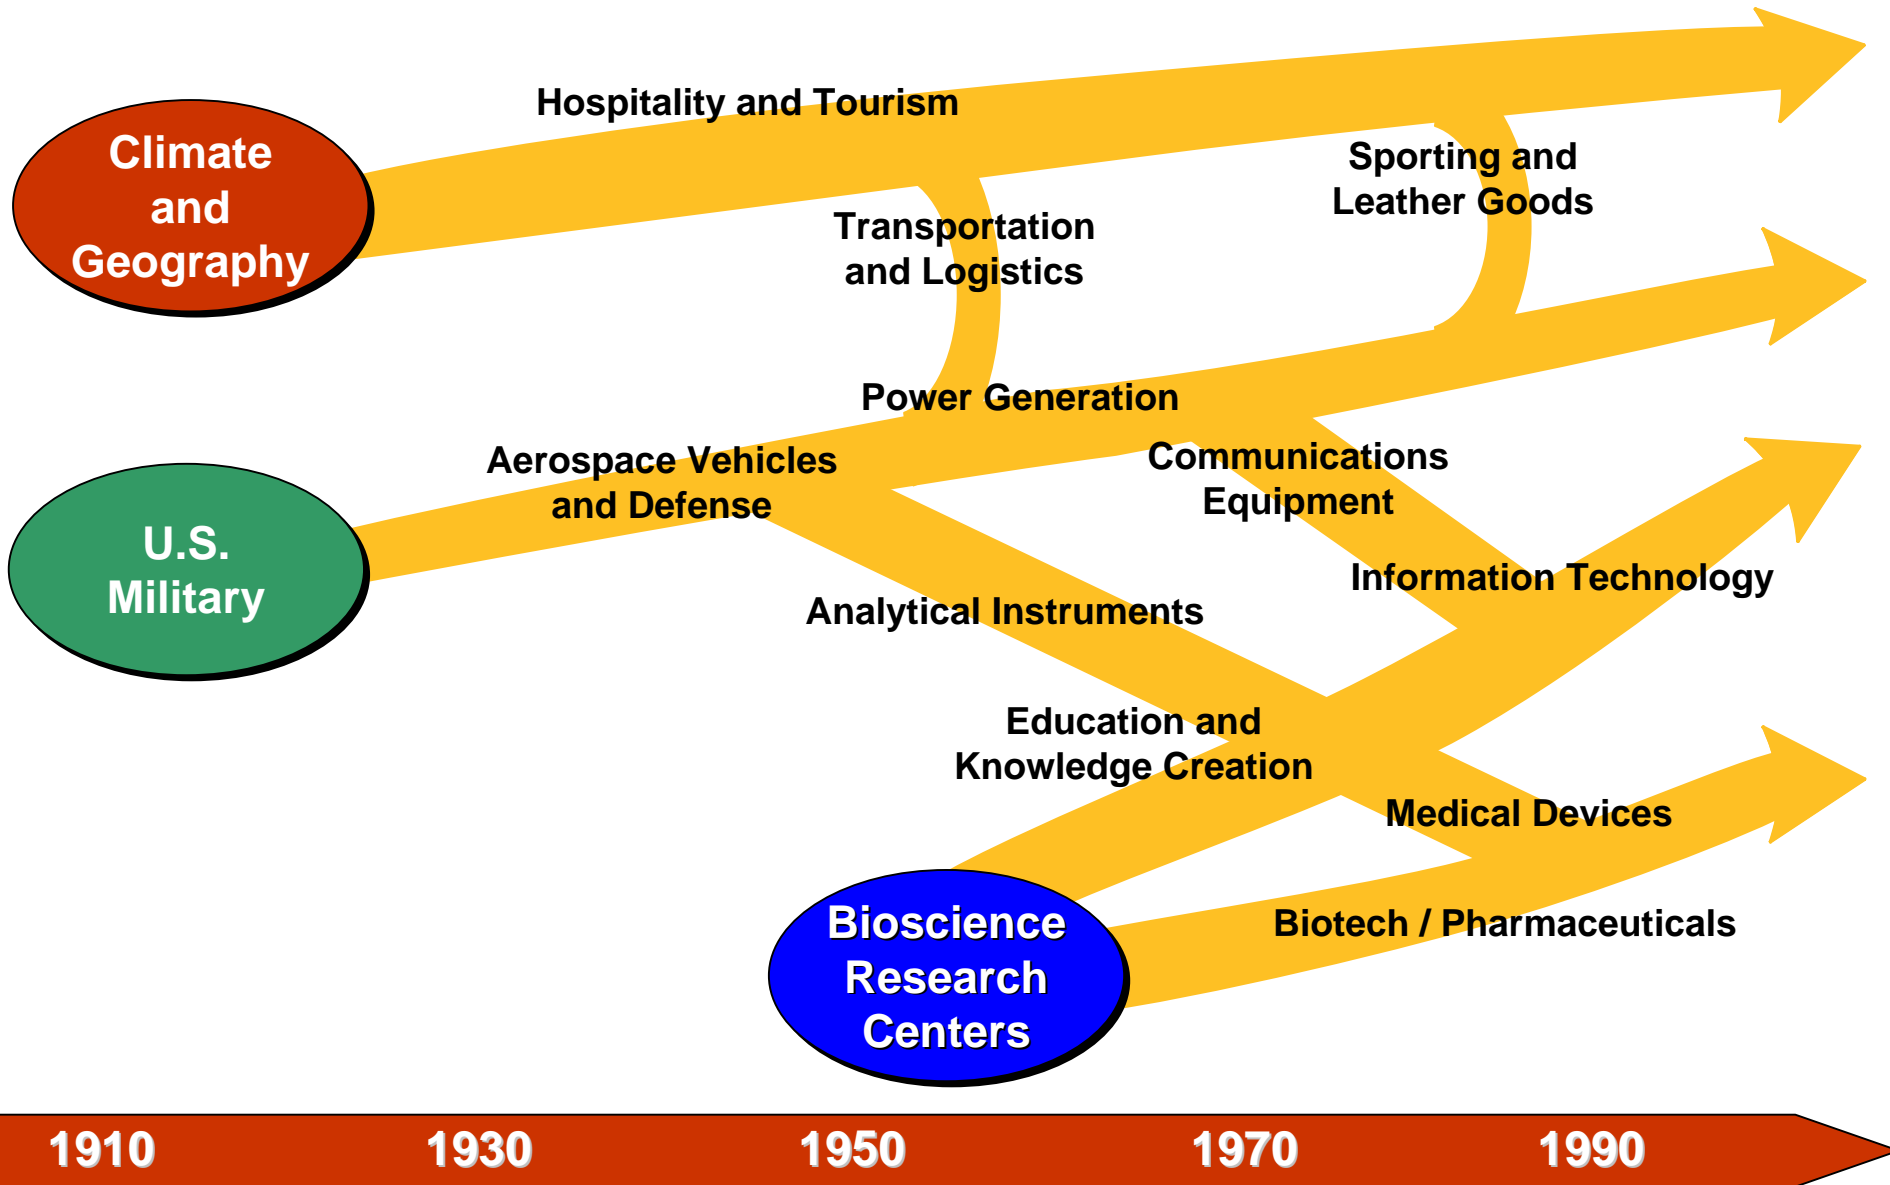 Hospitality and Tourism
Climate
and
Geography
Sporting and
Leather Goods
Transportation
and Logistics
Power Generation
Aerospace Vehicles
and Defense
Communications
Equipment
U.S.
Military
Information Technology
Analytical Instruments
Education and
Knowledge Creation
Medical Devices
Bioscience
Research
Centers
Biotech / Pharmaceuticals
1910 1930 1950 1970 1990